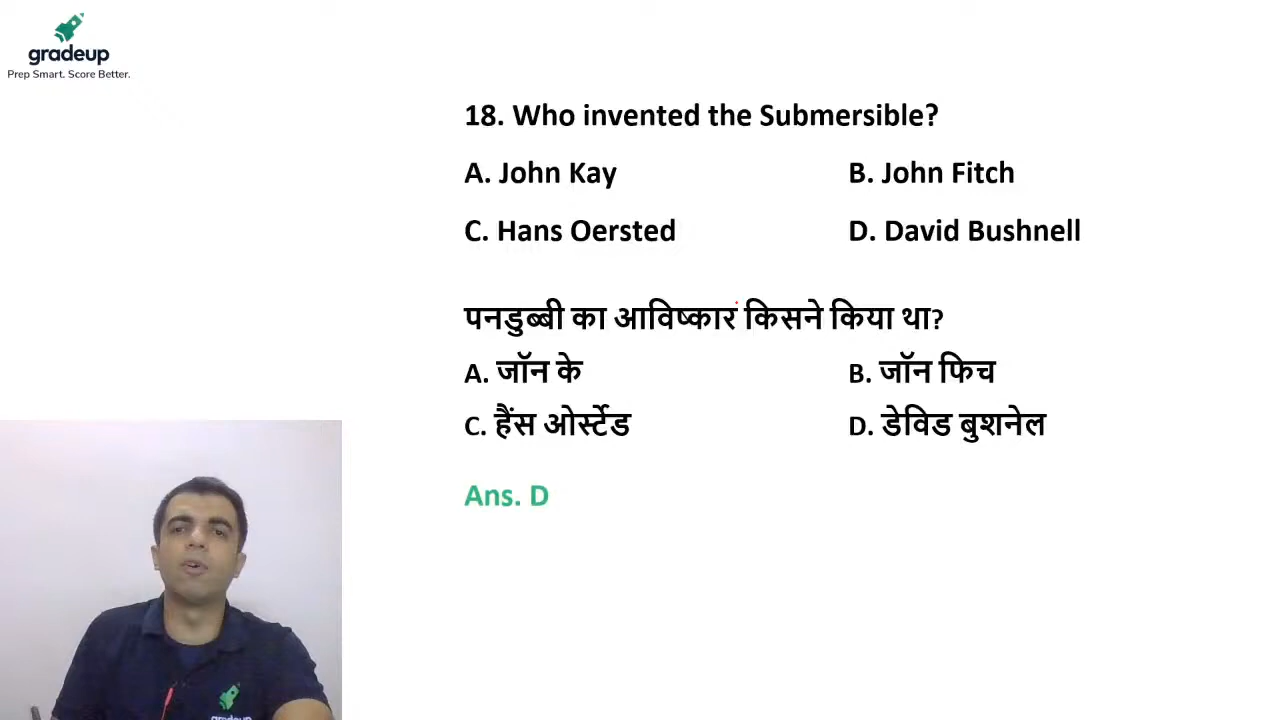 gradeup
Prep Smart. Score Better.
18. Who invented the Submersible?
A. John Kay B. John Fitch
C. Hans Oersted D. David Bushnell
पनडुब्बी का आविष्कार किसने किया था?
A. जॉन के B. जॉन फिच
C. हैंस ओर्स्टेड D. डेविड बुशनेल
Ans. D
gradeup